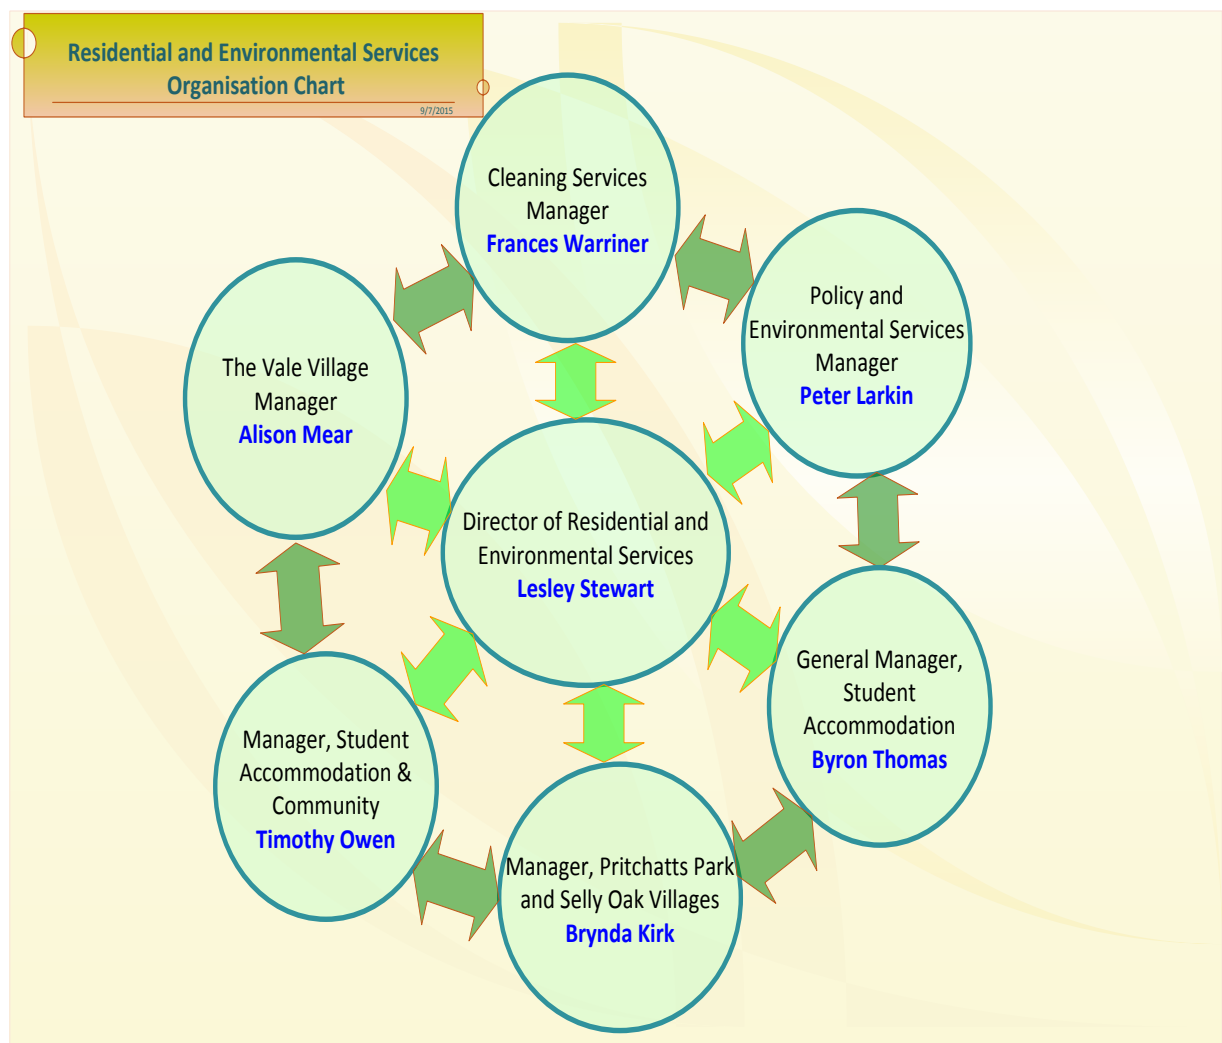 Residential and Environmental Services
Organisation Chart
9/7/2015
Cleaning Services
Manager
Frances Warriner
Policy and
Environmental Services
Manager
Peter Larkin
The Vale Village
Manager
Alison Mear
Director of Residential and
Environmental Services
Lesley Stewart
General Manager,
Student
Accommodation
Byron Thomas
Manager, Student
Accommodation &
Community
Timothy Owen
Manager, Pritchatts Park
and Selly Oak Villages
Brynda Kirk